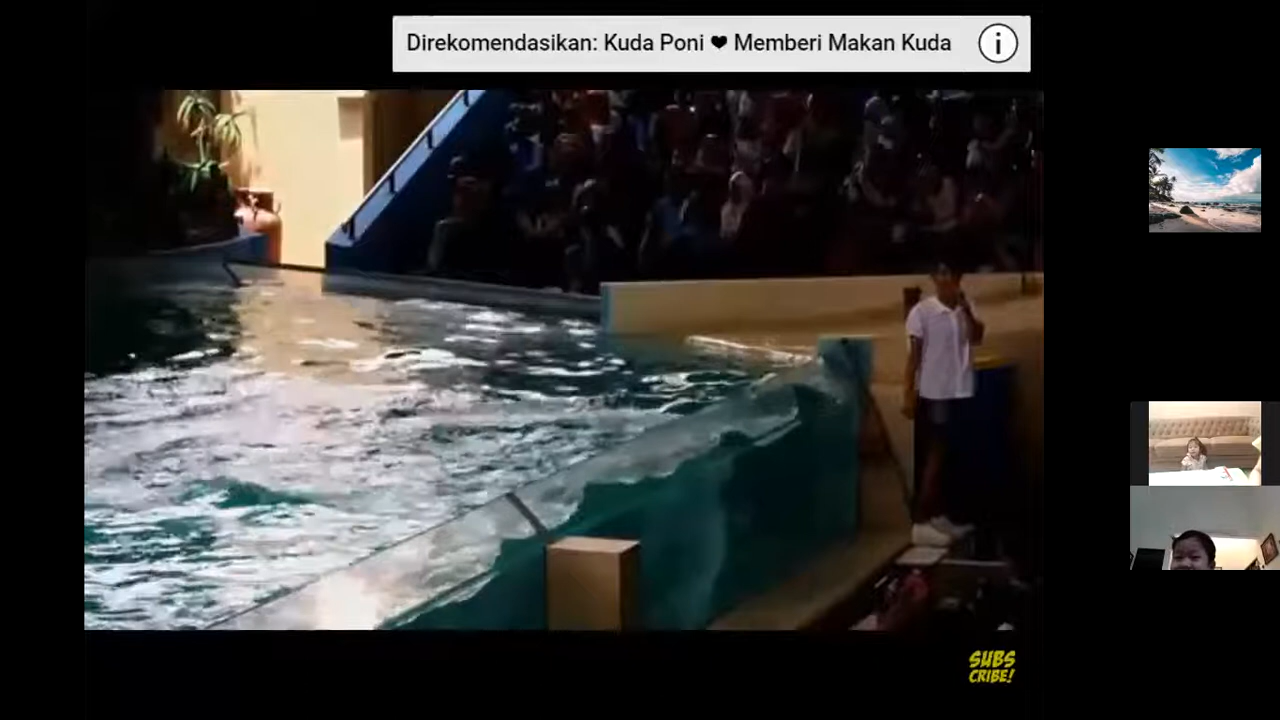 Direkomendasikan: Kuda Poni ❤ Memberi Makan Kuda
i
SUBS
CRIBE!